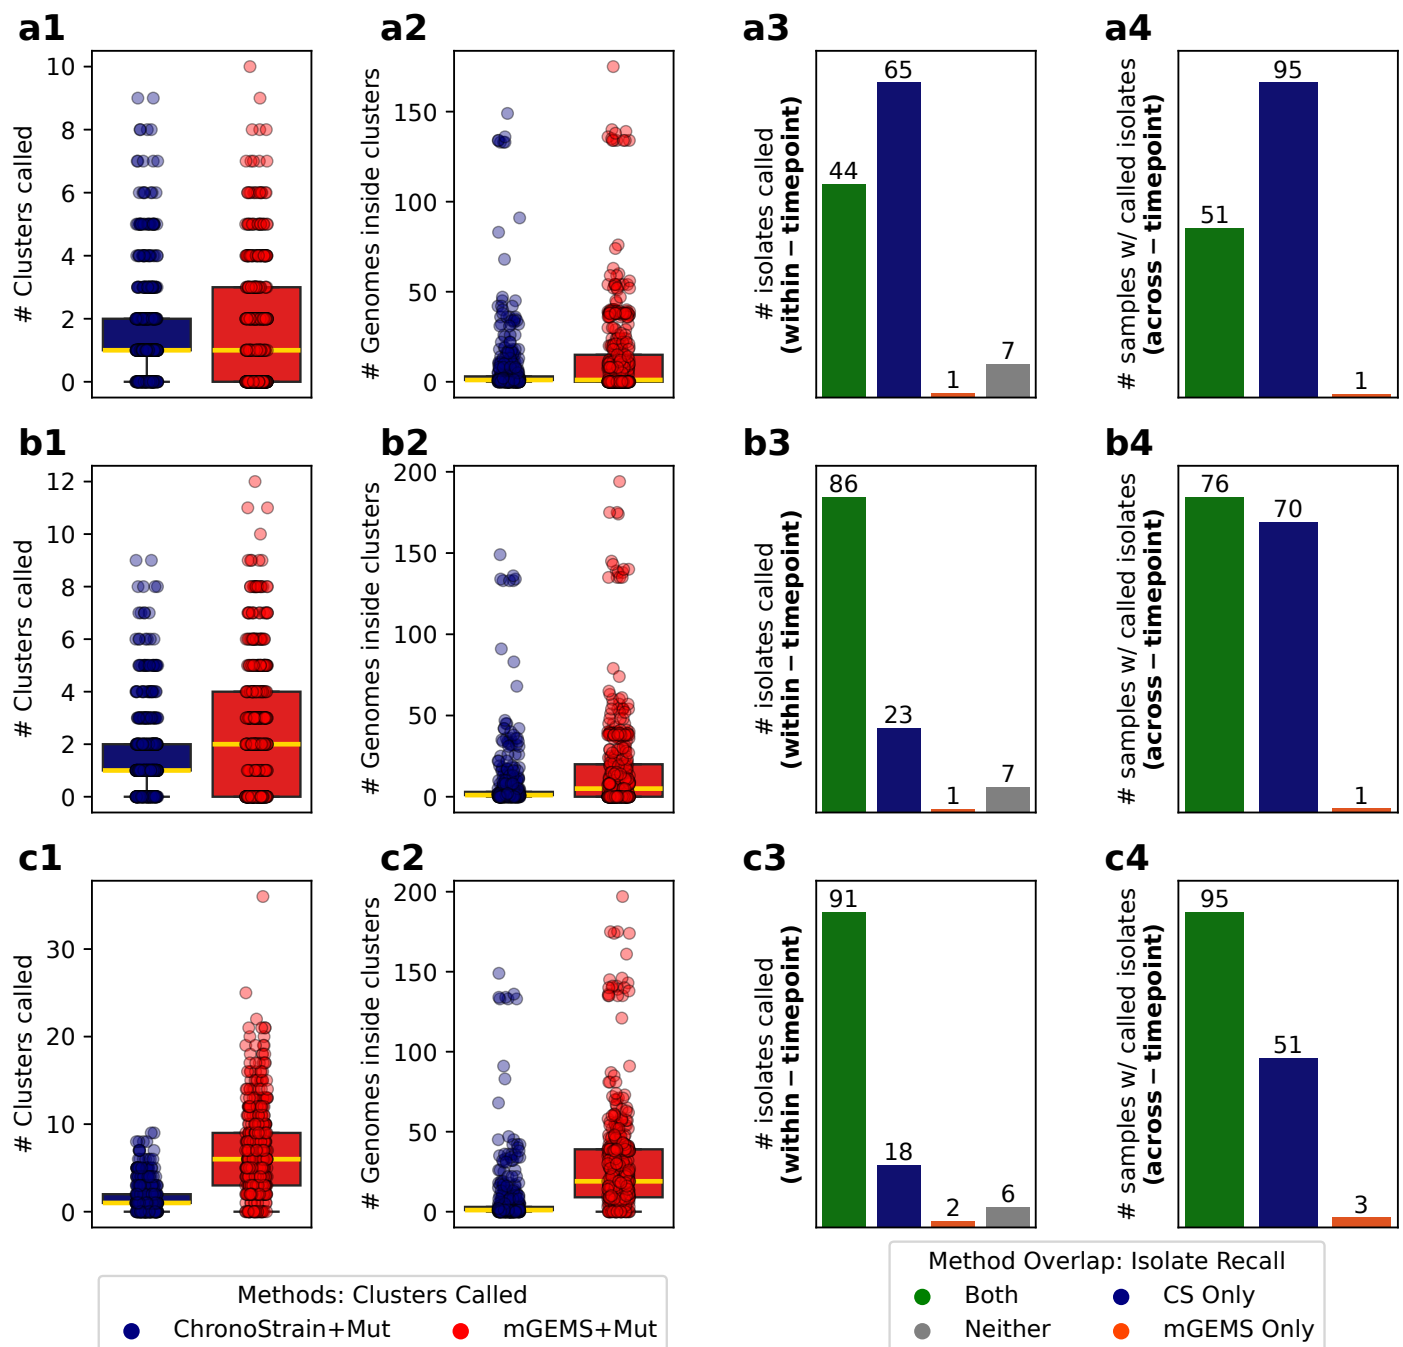 a1
a2
a3
a4
# Clusters called
10
8
6
4
2
0
# Genomes inside clusters
150
100
50
0
# isolates called
(within − timepoint)
44
65
1
7
# samples w/ called isolates
(across − timepoint)
51
95
1
b1
b2
b3
b4
# Clusters called
12
10
8
6
4
2
0
# Genomes inside clusters
200
150
100
50
0
# isolates called
(within − timepoint)
86
23
1
7
# samples w/ called isolates
(across − timepoint)
76
70
1
c1
c2
c3
c4
# Clusters called
30
20
10
0
# Genomes inside clusters
200
150
100
50
0
# isolates called
(within − timepoint)
91
18
2
6
# samples w/ called isolates
(across − timepoint)
95
51
3
Methods: Clusters Called
ChronoStrain+Mut
mGEMS+Mut
Method Overlap: Isolate Recall
Both
CS Only
Neither
mGEMS Only